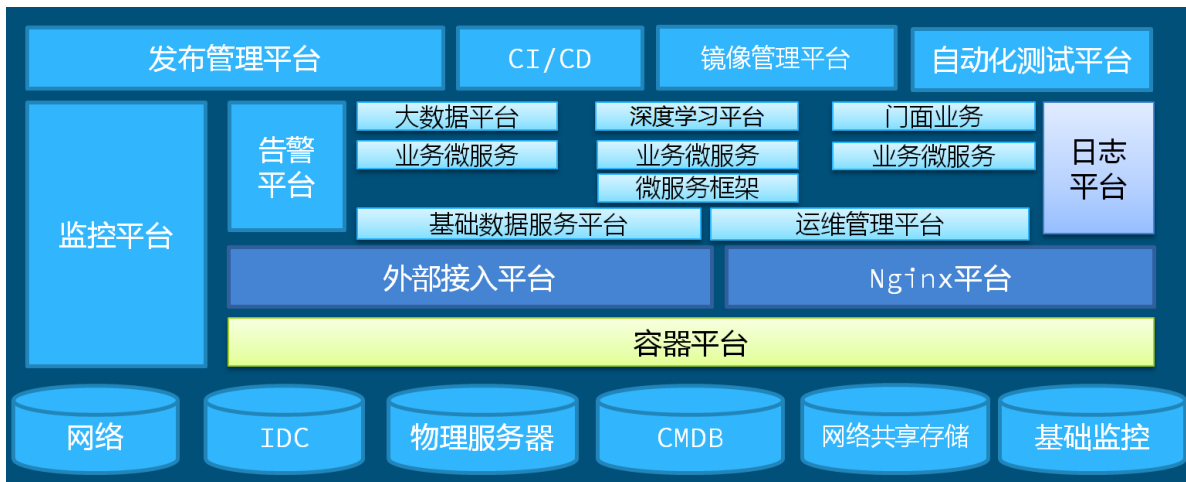 发布管理平台
CI/CD
镜像管理平台
自动化测试平台
监控平台
告警
平台
大数据平台
业务微服务
深度学习平台
业务微服务
微服务框架
门面业务
业务微服务
日志
平台
基础数据服务平台
运维管理平台
外部接入平台
Nginx平台
容器平台
网络
IDC
物理服务器
CMDB
网络共享存储
基础监控